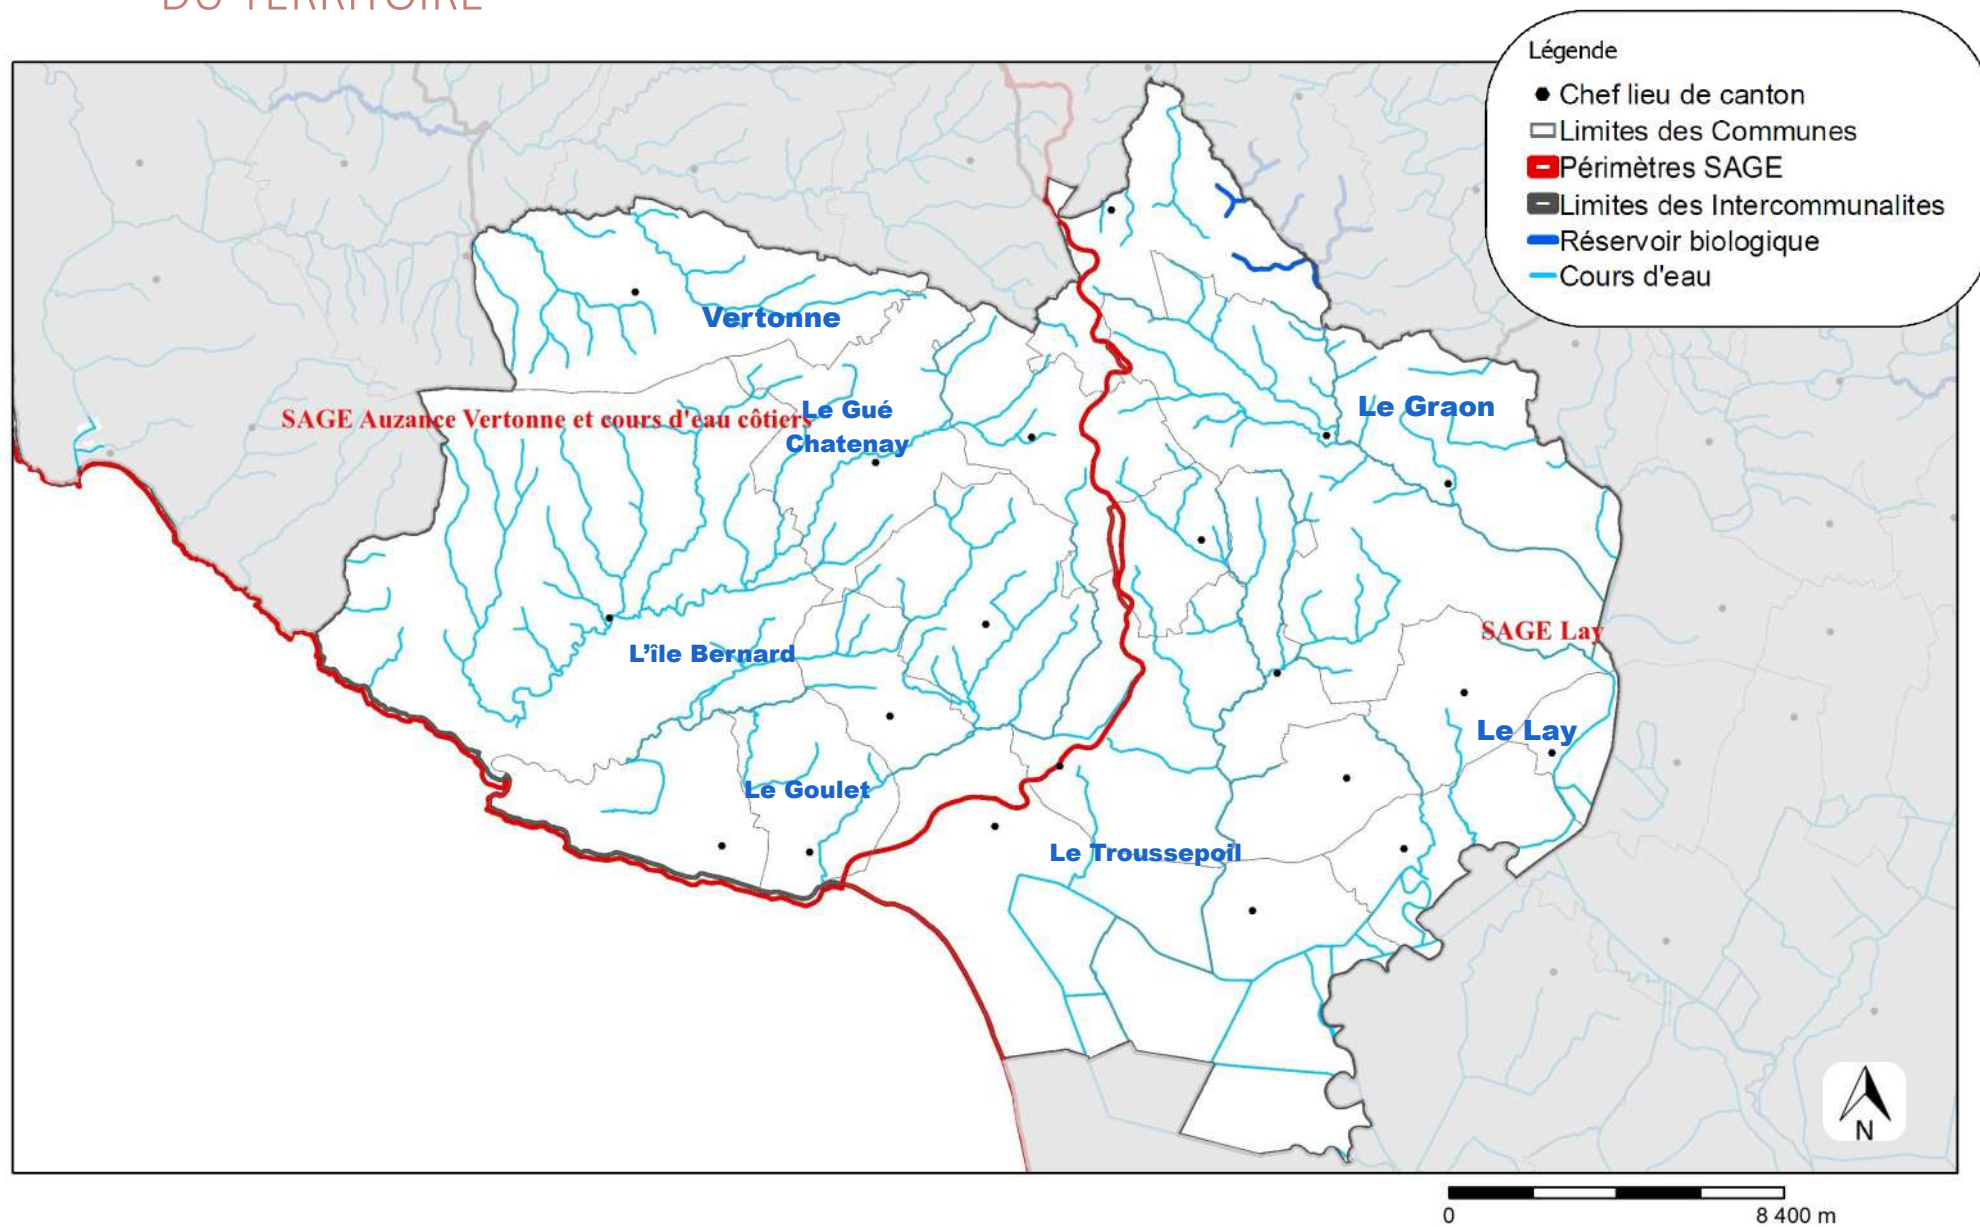 DU TERRITOIRE
Légende
Chef lieu de canton
Limites des Communes
Périmètres SAGE
Limites des Intercommunalites
Réservoir biologique
Cours d'eau
Vertonne
SAGE Auzance Vertonne et cours d'eau côtiers
Le Gué
Chatenay
Le Graon
SAGE Lay
L'île Bernard
Le Lay
Le Goulet
Le Troussepoil
N
0
8 400 m